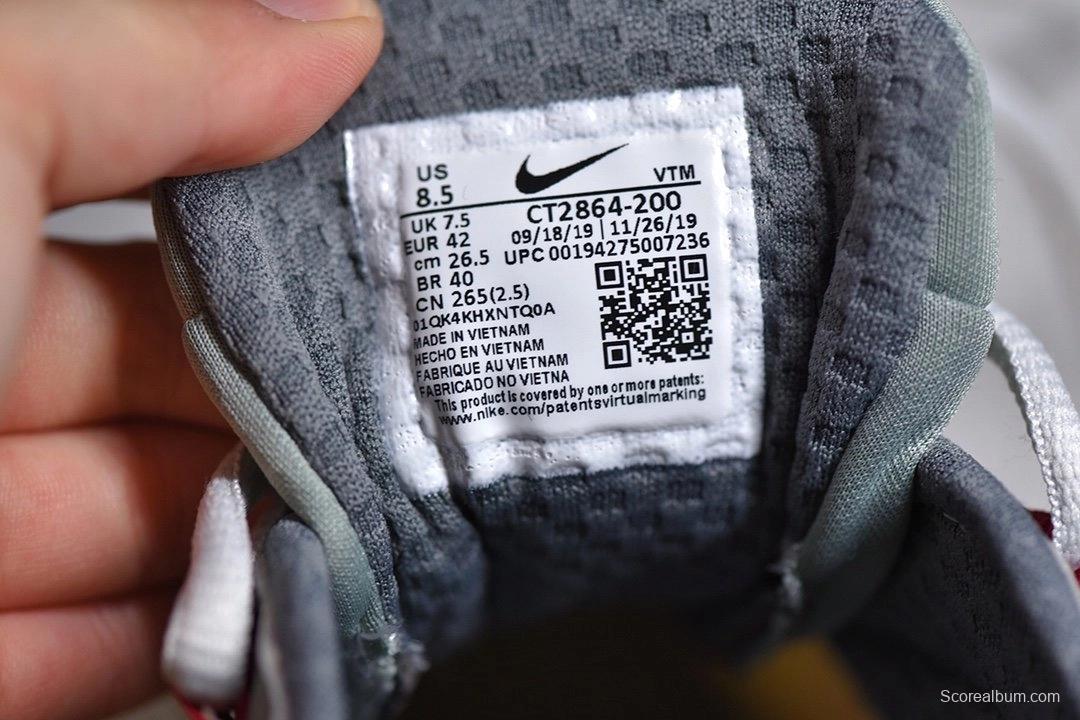 US
8.5
VTM
UK 7.5
CT2864-200
EUR 42
09/18/19 | 11/26/19
cm 26.5
UPC 00194275007236
BR 40
CN 265(2.5)
01QK4KHXNTQ0A
MADE IN VIETNAM
HECHO EN VIETNAM
FABRIQUE AU VIETNAM
FABRICADO NO VIETNA
This product is covered by one or more patents:
www.nike.com/patentsvirtualmarking
Scorealbum.com